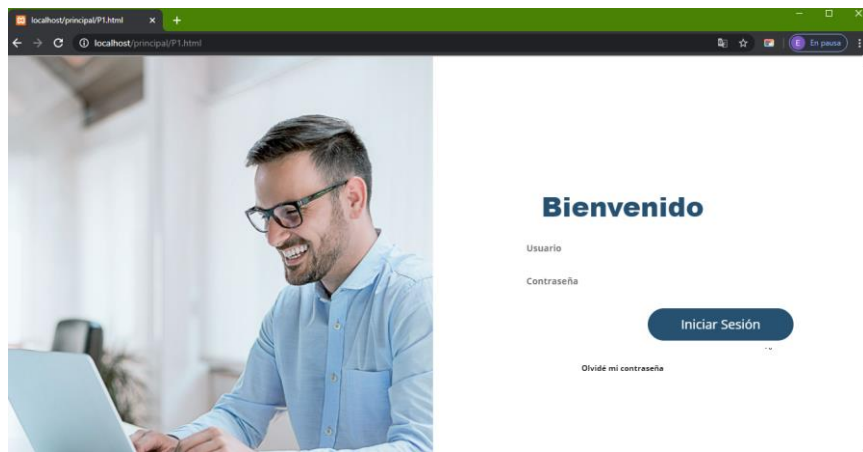 localhost/principal/P1.html
localhost/principal/P1.html
E En pausa
Bienvenido
Usuario
Contraseña
Iniciar Sesión
Olvidé mi contraseña